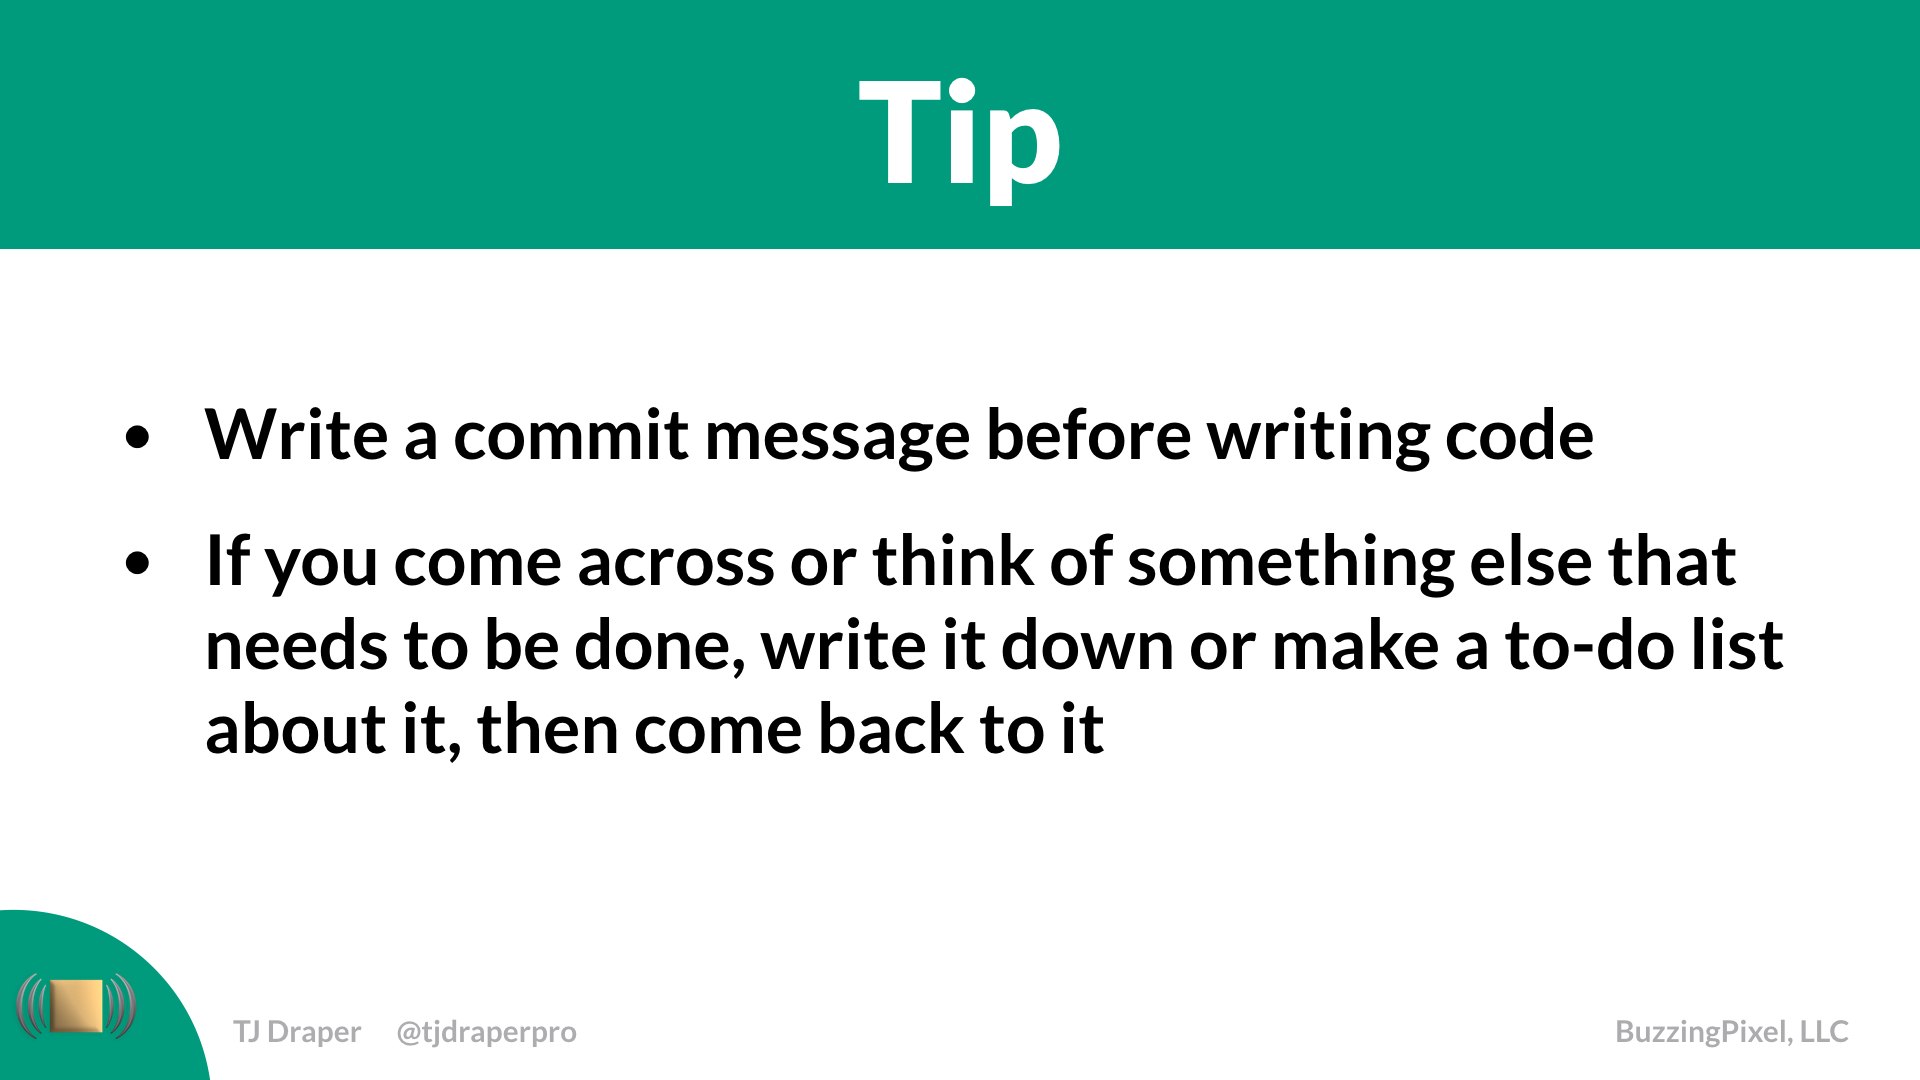 Tip
• Write a commit message before writing code
• If you come across or think of something else that
needs to be done, write it down or make a to-do list
about it, then come back to it
TJ Draper @tjdraperpro
BuzzingPixel, LLC